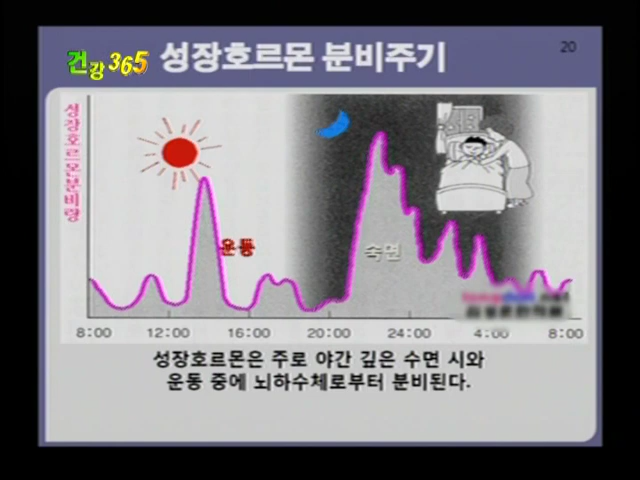 건강365 성장호르몬 분비주기
20
성장호르몬분비량
운동
숙면
8:00 12:00 16:00 20:00 24:00 4:00 8:00
성장호르몬은 주로 야간 깊은 수면 시와
운동 중에 뇌하수체로부터 분비된다.